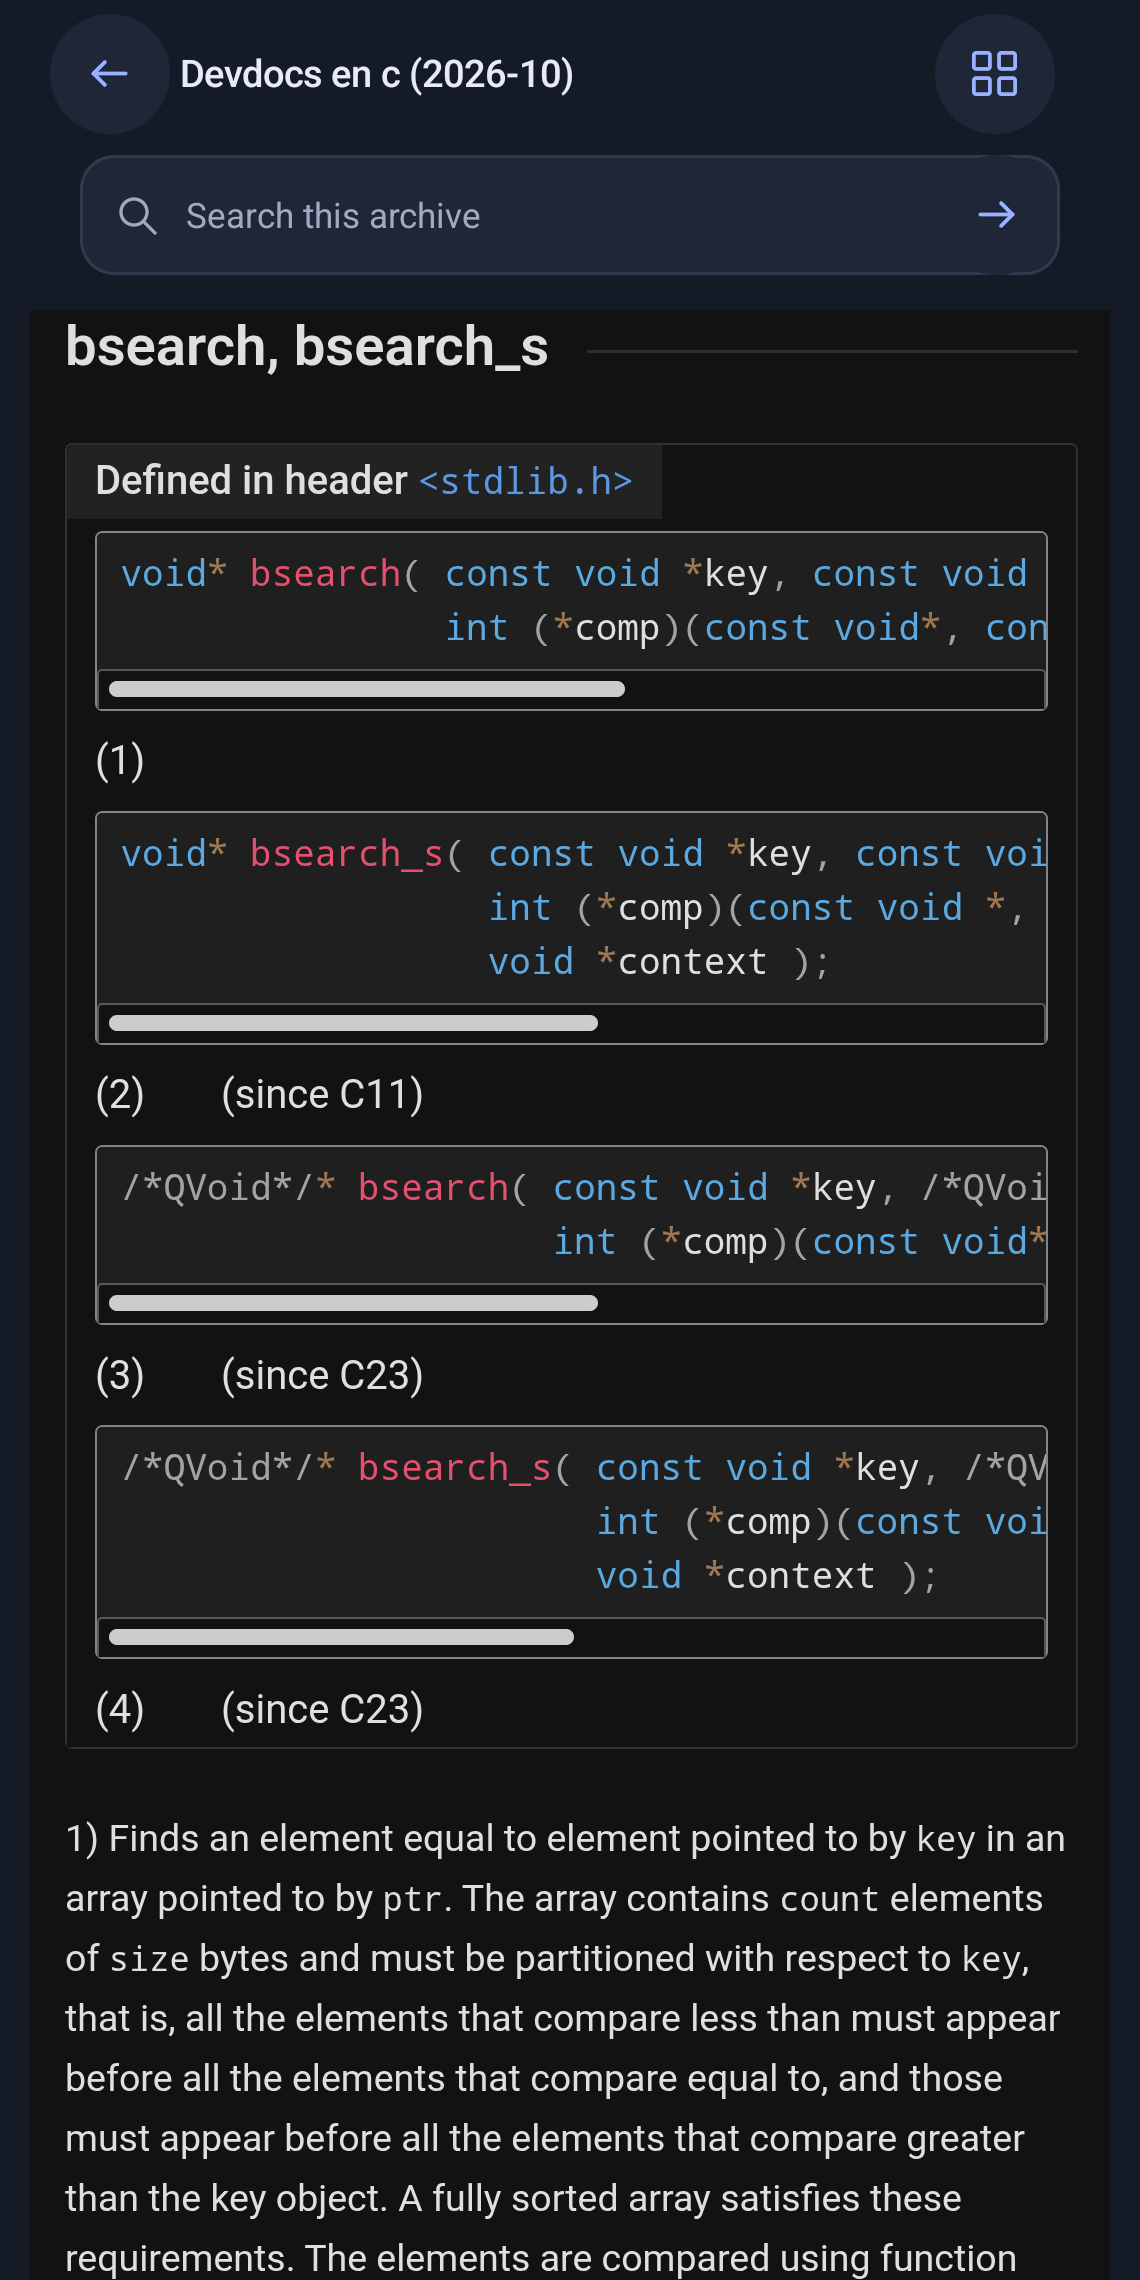 Devdocs en c (2026-10)
Search this archive
bsearch, bsearch_s
Defined in header <stdlib.h>
void* bsearch( const void *key, const void
int (*comp)(const void*, con
(1)
void* bsearch_s( const void *key, const voi
int (*comp)(const void *,
void *context );
(2) (since C11)
/*QVoid*/* bsearch( const void *key, /*QVoi
int (*comp)(const void*
(3) (since C23)
/*QVoid*/* bsearch_s( const void *key, /*QV
int (*comp)(const voi
void *context );
(4) (since C23)
1) Finds an element equal to element pointed to by key in an
array pointed to by ptr. The array contains count elements
of size bytes and must be partitioned with respect to key,
that is, all the elements that compare less than must appear
before all the elements that compare equal to, and those
must appear before all the elements that compare greater
than the key object. A fully sorted array satisfies these
requirements. The elements are compared using function